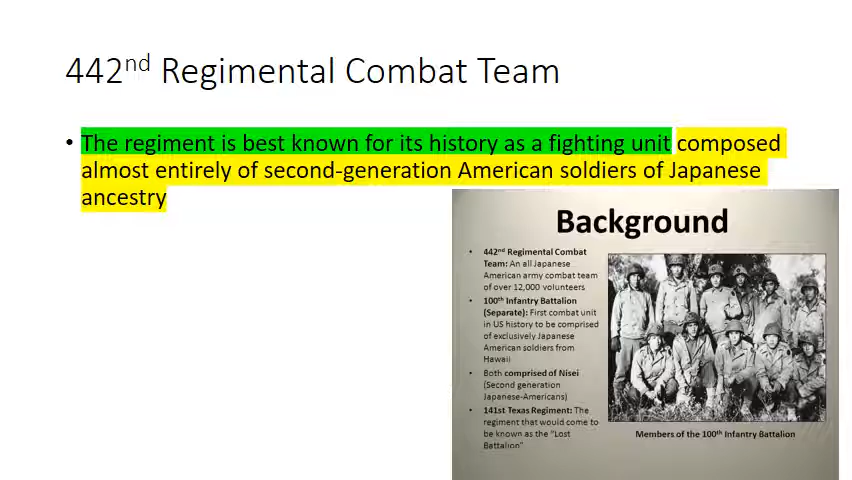 442nd Regimental Combat Team
• The regiment is best known for its history as a fighting unit composed
almost entirely of second-generation American soldiers of Japanese
ancestry
Background
• 442nd Regimental Combat
Team: An all Japanese
American army combat team
of over 12,000 volunteers
• 100th Infantry Battalion
(Separate): First combat unit
in US history to be comprised
of exclusively Japanese
American soldiers from
Hawaii
• Both comprised of Nisei
(Second generation
Japanese-Americans)
• 141st Texas Regiment: The
regiment that would come to
be known as the "Lost
Battalion"
Members of the 100th Infantry Battalion